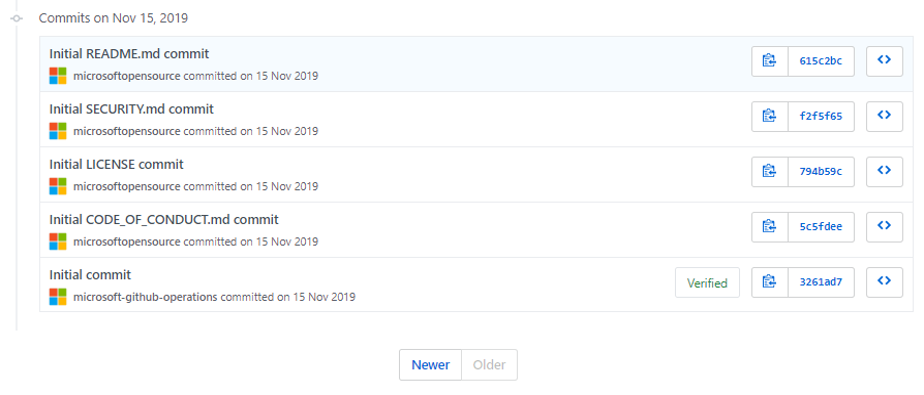 Commits on Nov 15, 2019
Initial README.md commit
microsoftopensource committed on 15 Nov 2019
615c2bc
Initial SECURITY.md commit
microsoftopensource committed on 15 Nov 2019
f2f5f65
Initial LICENSE commit
microsoftopensource committed on 15 Nov 2019
794b59c
Initial CODE_OF_CONDUCT.md commit
microsoftopensource committed on 15 Nov 2019
5c5fdee
Initial commit
microsoft-github-operations committed on 15 Nov 2019
Verified
3261ad7
Newer Older